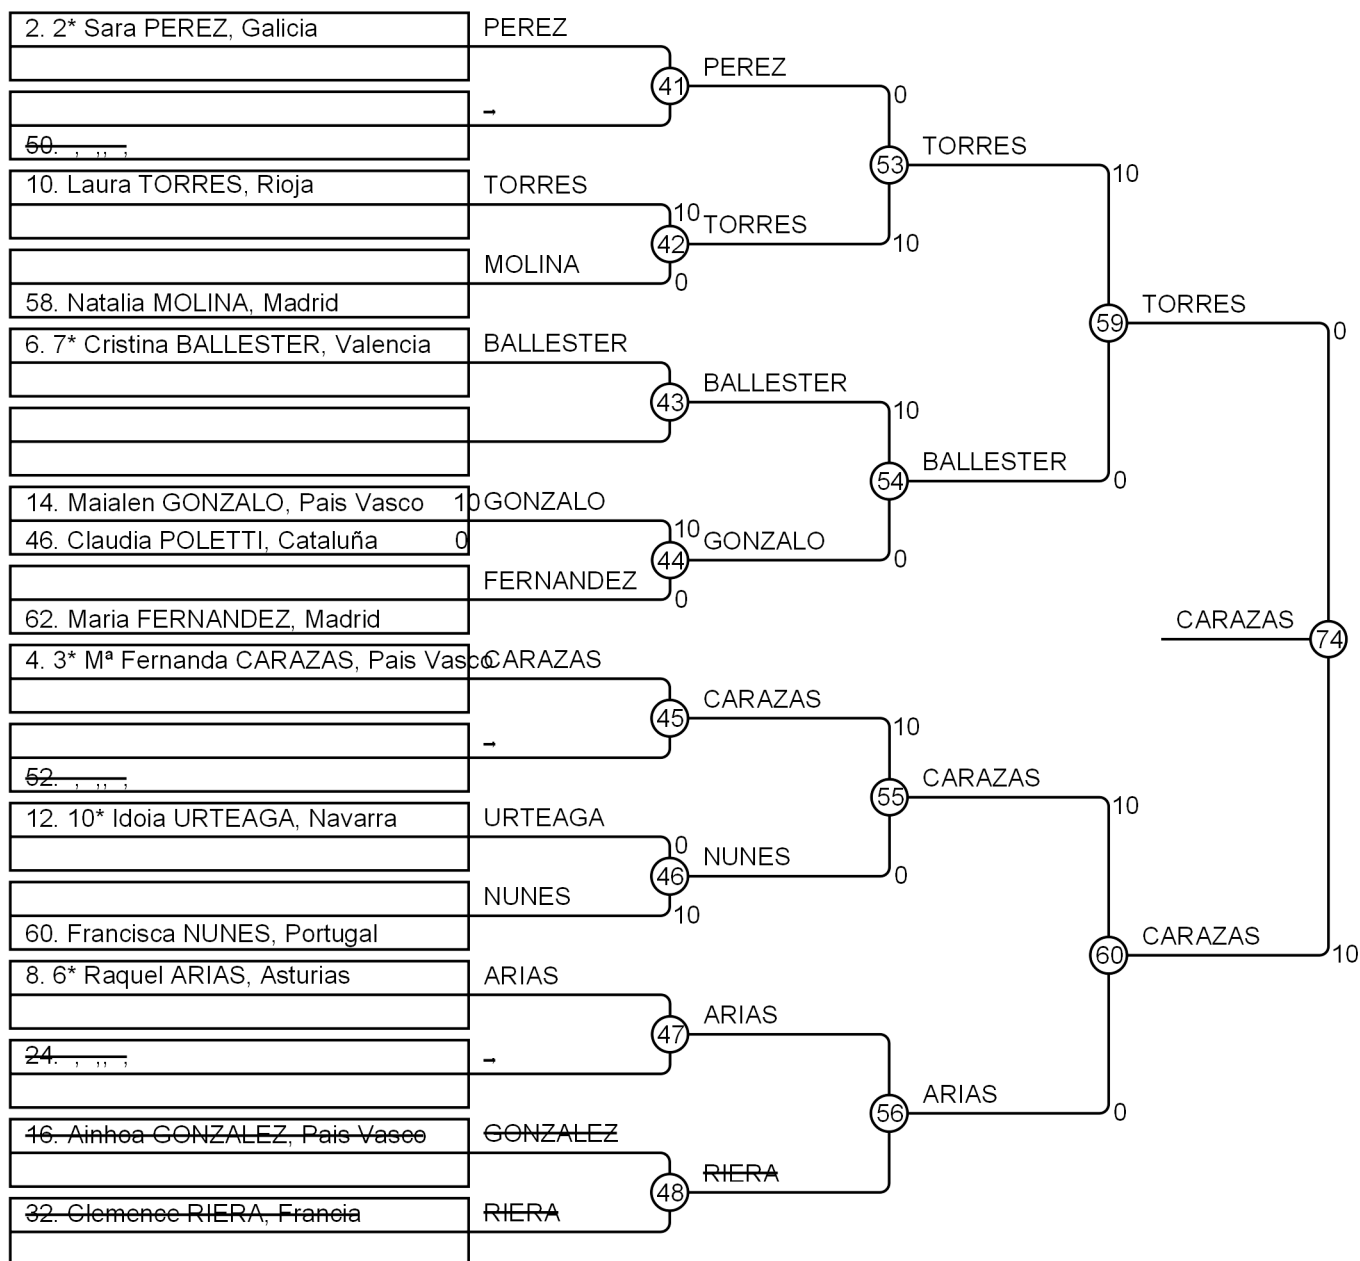 2. 2* Sara PEREZ, Galicia
PEREZ
41
PEREZ
0
50. , ,, ,
53
TORRES
10
10. Laura TORRES, Rioja
TORRES
10
42
TORRES
10
MOLINA
0
58. Natalia MOLINA, Madrid
59
TORRES
0
6. 7* Cristina BALLESTER, Valencia
BALLESTER
43
BALLESTER
10
54
BALLESTER
0
14. Maialen GONZALO, Pais Vasco 10
GONZALO
10
46. Claudia POLETTI, Cataluña 0
44
GONZALO
0
FERNANDEZ
0
62. Maria FERNANDEZ, Madrid
CARAZAS
74
4. 3* Mª Fernanda CARAZAS, Pais Vasco
CARAZAS
45
CARAZAS
10
52. , ,, ,
55
CARAZAS
10
12. 10* Idoia URTEAGA, Navarra
URTEAGA
0
46
NUNES
0
NUNES
10
60. Francisca NUNES, Portugal
60
CARAZAS
10
8. 6* Raquel ARIAS, Asturias
ARIAS
47
ARIAS
24. , ,, ,
56
ARIAS
0
16. Ainhoa GONZALEZ, Pais Vasco
GONZALEZ
48
RIERA
32. Clemence RIERA, Francia
RIERA